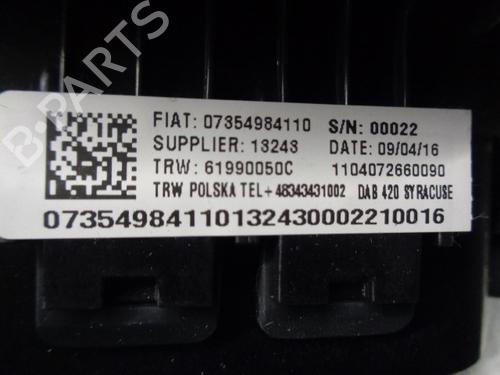 FIAT: 07354984110 S/N: 00022
SUPPLIER: 13243 DATE: 09/04/16
TRW: 61990050C 1104072660090
TRW POLSKA TEL+48343431002 DAB 420 SYRACUSE
07354984110132430002210016
B-PARTS